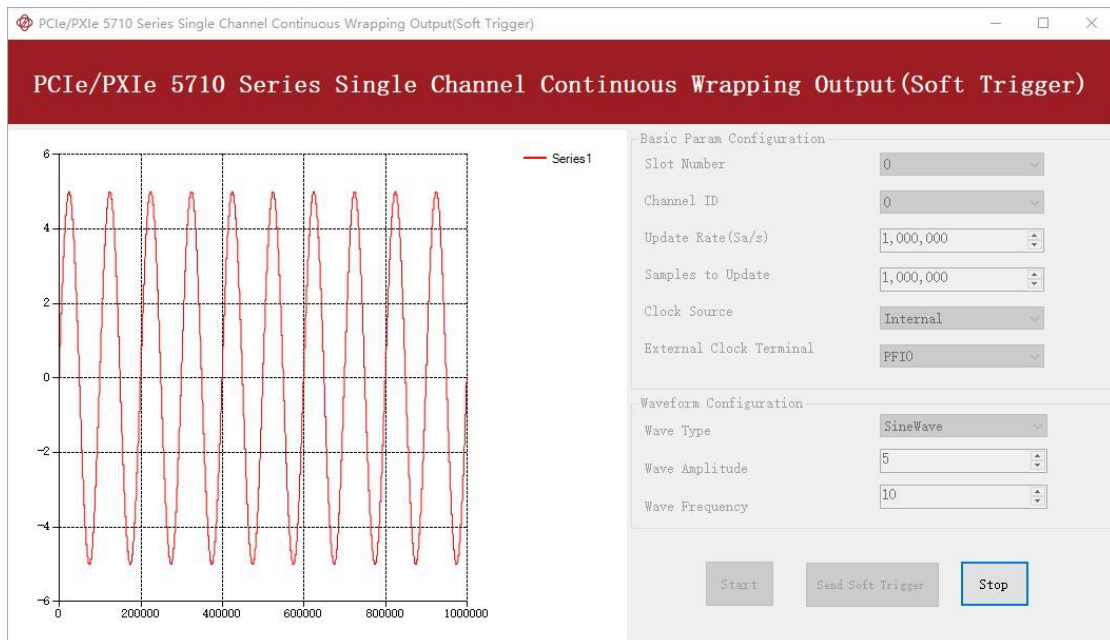 PCIe/PXIe 5710 Series Single Channel Continuous Wrapping Output(Soft Trigger)
PCIe/PXIe 5710 Series Single Channel Continuous Wrapping Output(Soft Trigger)
6
4
2
0
-2
-4
-6
0
200000
400000
600000
800000
1000000
Series1
Basic Param Configuration
Slot Number 0
Channel ID 0
Update Rate(Sa/s) 1,000,000
Samples to Update 1,000,000
Clock Source Internal
External Clock Terminal PFI0
Waveform Configuration
Wave Type SineWave
Wave Amplitude 5
Wave Frequency 10
Start Send Soft Trigger Stop